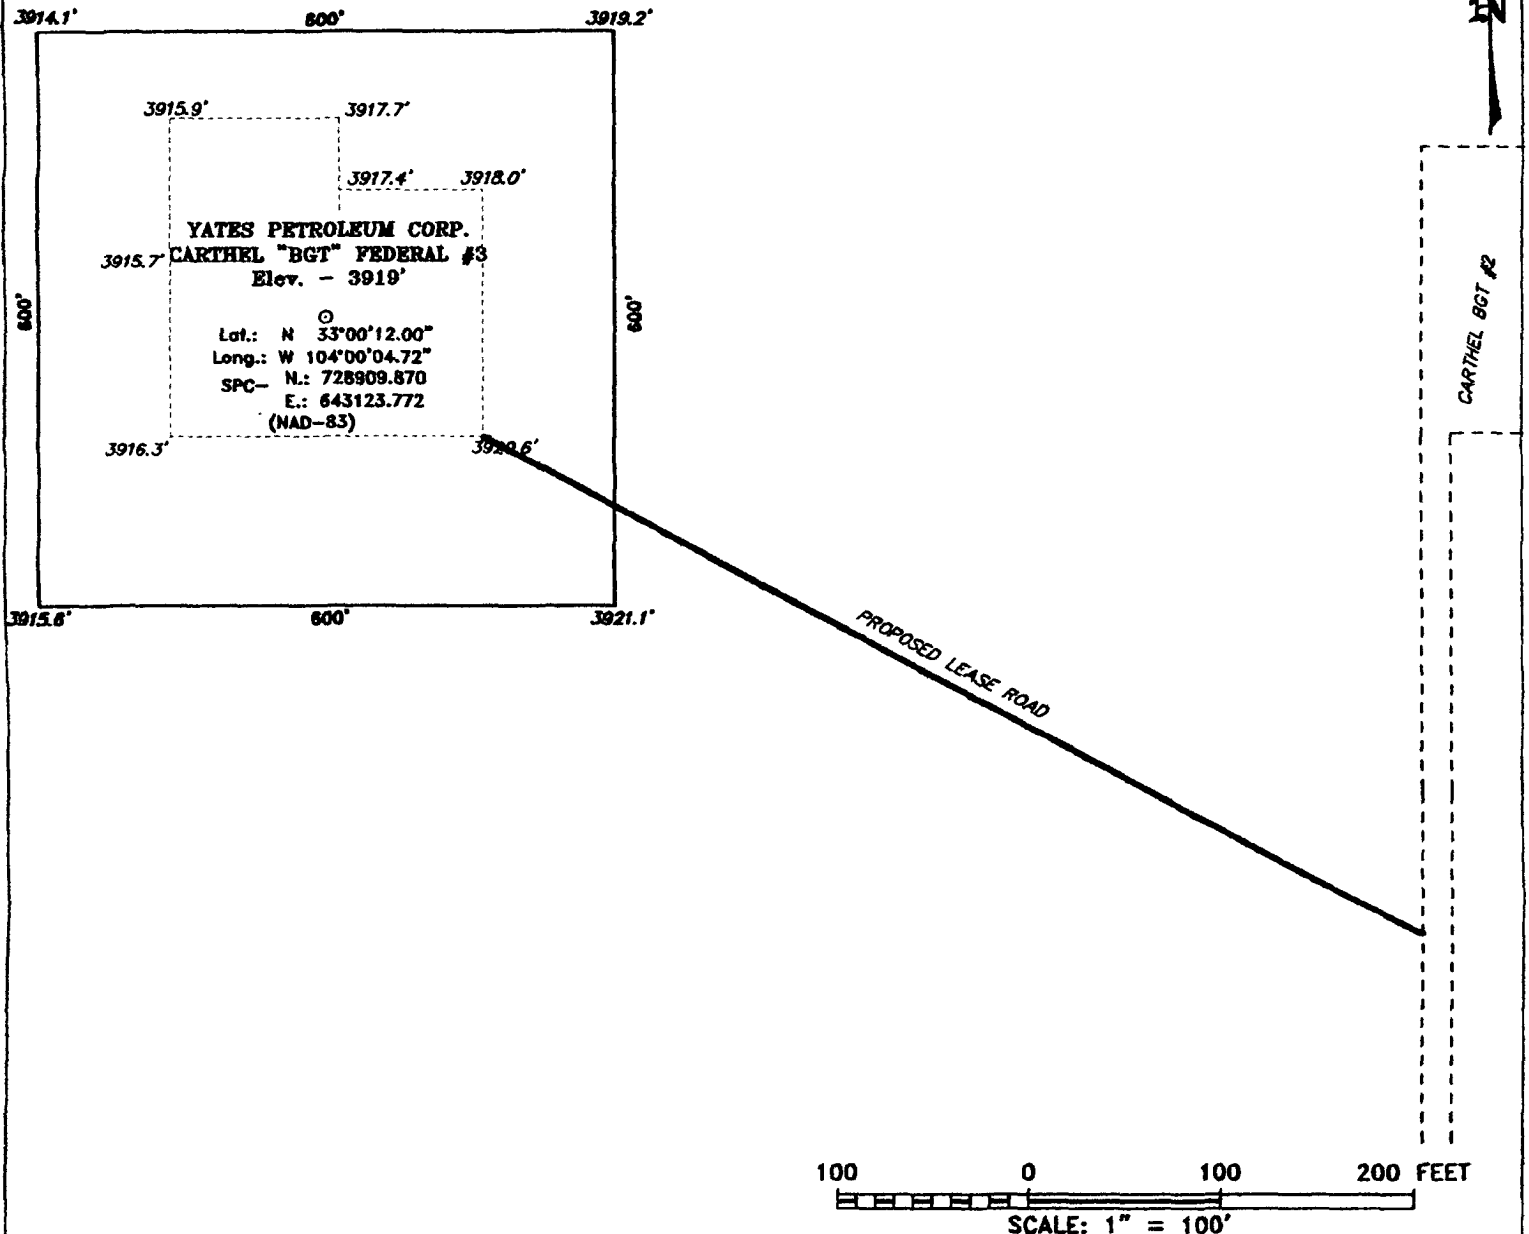 3914.1' 600' 3919.2'
N
3915.9' 3917.7'
3917.4' 3918.0'
YATES PETROLEUM CORP.
3915.7' CARTHEL "BGT" FEDERAL #3
Elev. - 3919'
600'
600'
Lat.: N 33°00'12.00"
Long.: W 104°00'04.72"
SPC- N.: 728909.870
E.: 643123.772
(NAD-83)
3916.3' 3920.6'
CARTHEL BGT #2
3915.6' 600' 3921.1'
PROPOSED LEASE ROAD
100 0 100 200 FEET
SCALE: 1" = 100'